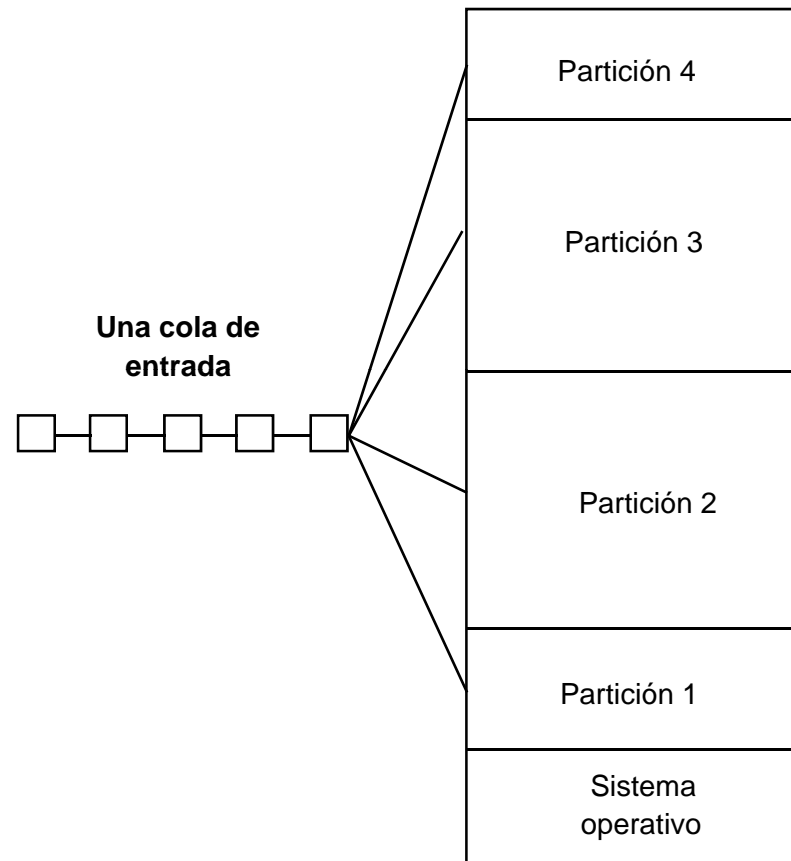 Partición 4
Partición 3
Una cola de
entrada
Partición 2
Partición 1
Sistema
operativo